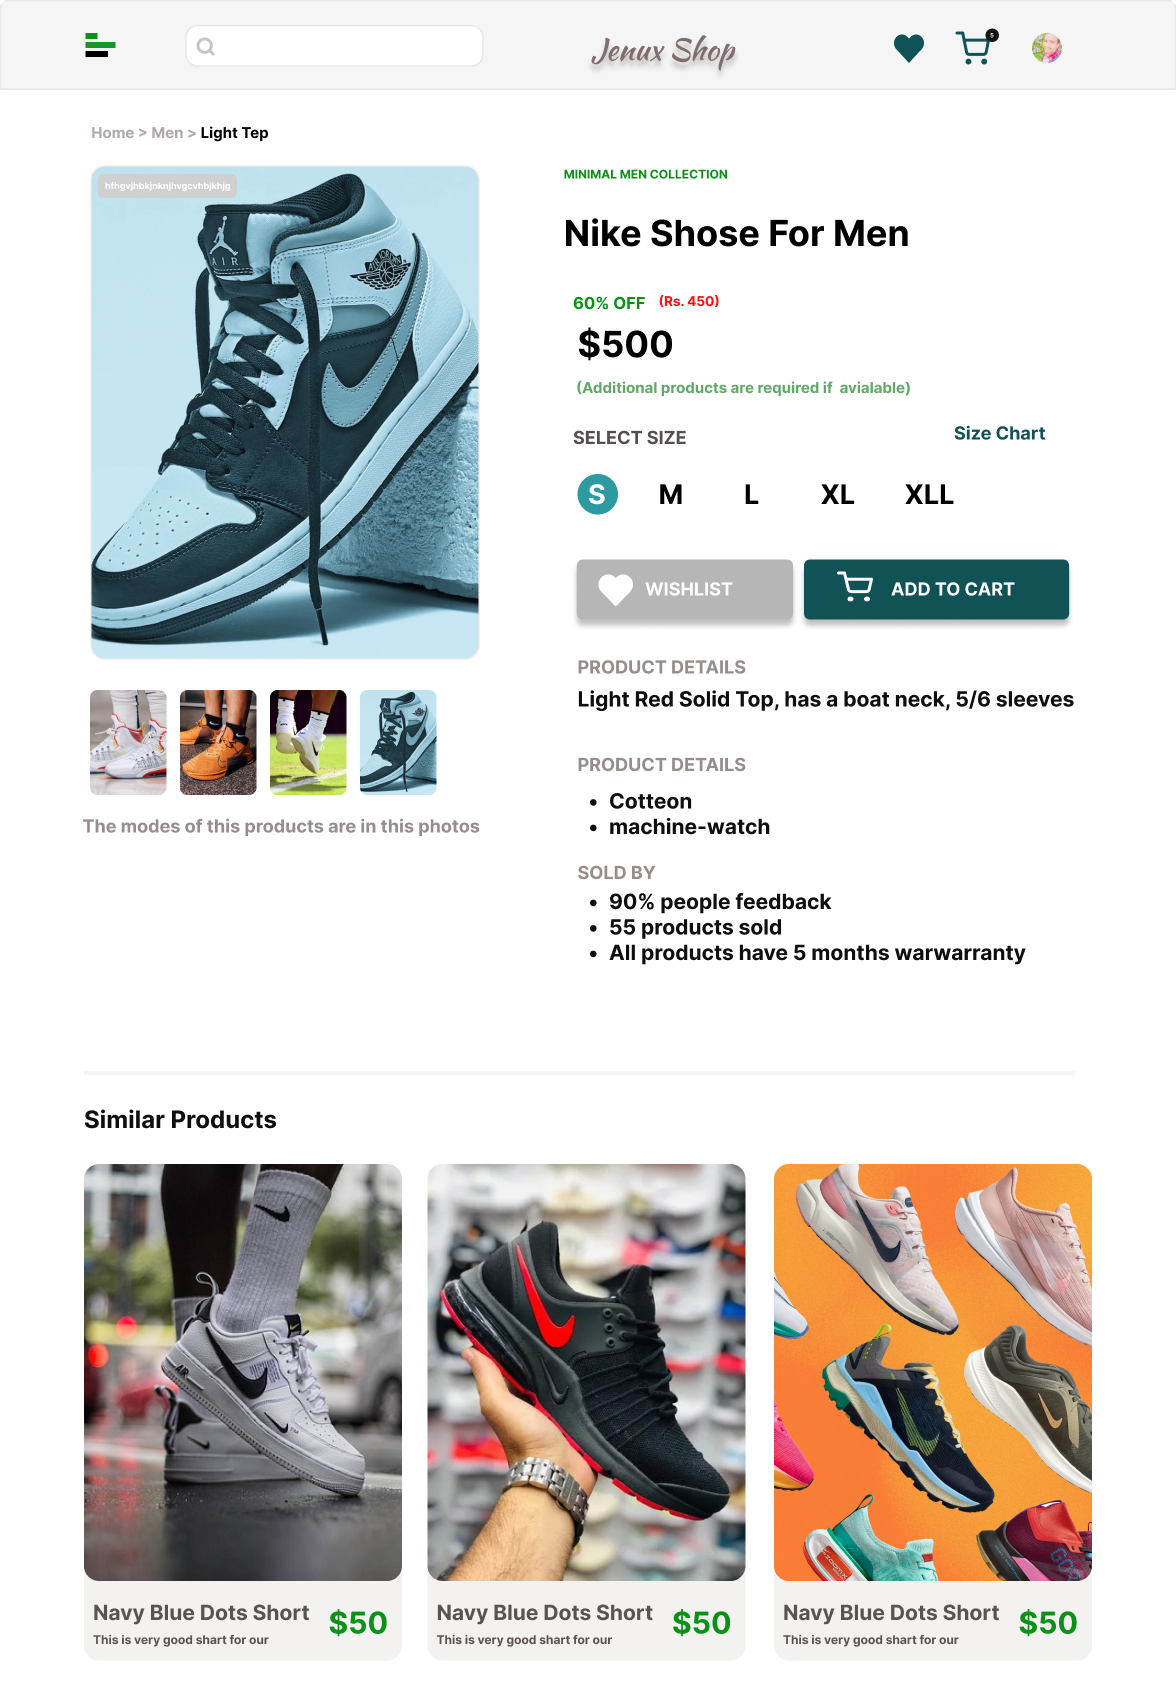 Jenux Shop
5
Home > Men > Light Tep
hfhgvjhbkjnknjhvgcvhbjkhjg
AIR
MINIMAL MEN COLLECTION
Nike Shose For Men
60% OFF (Rs. 450)
$500
(Additional products are required if avialable)
SELECT SIZE
Size Chart
S M L XL XLL
WISHLIST
ADD TO CART
PRODUCT DETAILS
Light Red Solid Top, has a boat neck, 5/6 sleeves
PRODUCT DETAILS
• Cotteon
• machine-watch
SOLD BY
• 90% people feedback
• 55 products sold
• All products have 5 months warwarranty
The modes of this products are in this photos
Similar Products
AIR
Navy Blue Dots Short
This is very good shart for our
$50
Navy Blue Dots Short
This is very good shart for our
$50
Navy Blue Dots Short
This is very good shart for our
$50